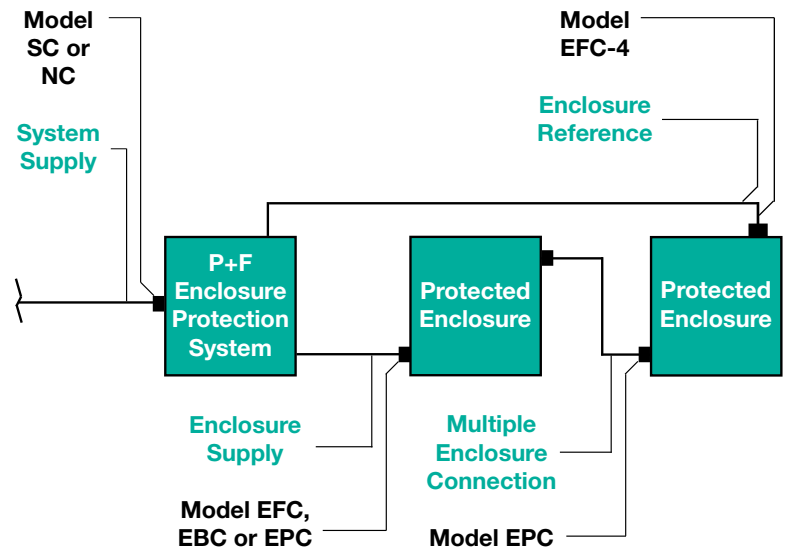 Model
SC or
NC
Model
EFC-4
System
Supply
Enclosure
Reference
P+F
Enclosure
Protection
System
Protected
Enclosure
Protected
Enclosure
Enclosure
Supply
Multiple
Enclosure
Connection
Model EFC,
EBC or EPC
Model EPC